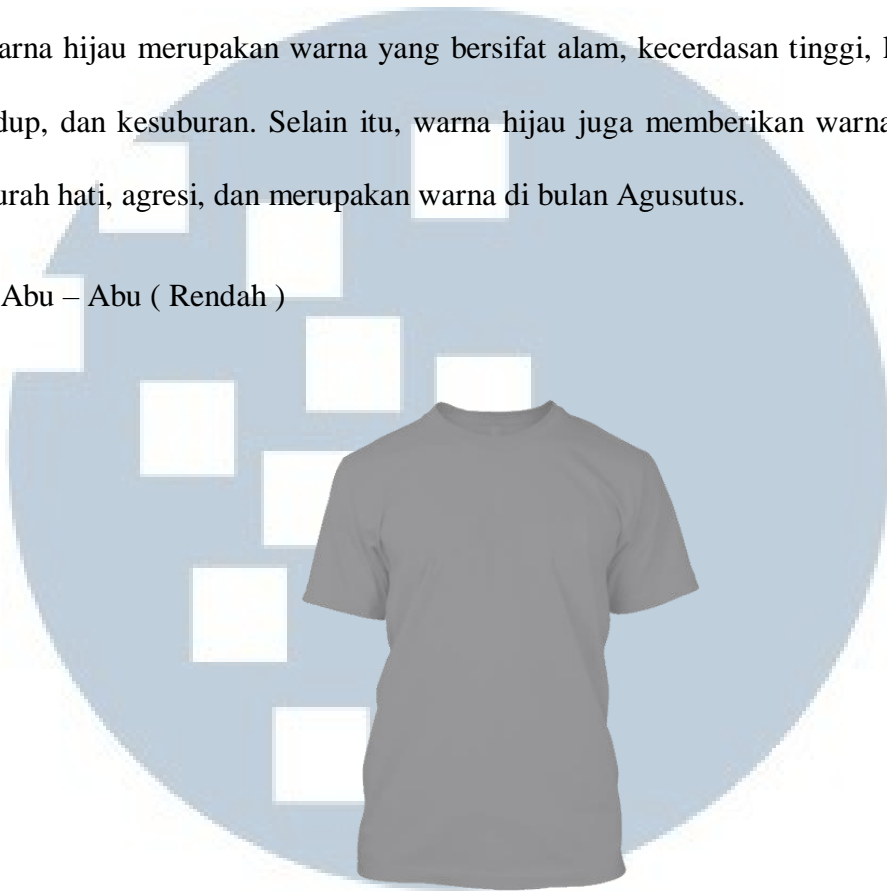 arna hijau merupakan warna yang bersifat alam, kecerdasan tinggi,
dup, dan kesuburan. Selain itu, warna hijau juga memberikan warna
urah hati, agresi, dan merupakan warna di bulan Agusutus.
Abu – Abu ( Rendah )